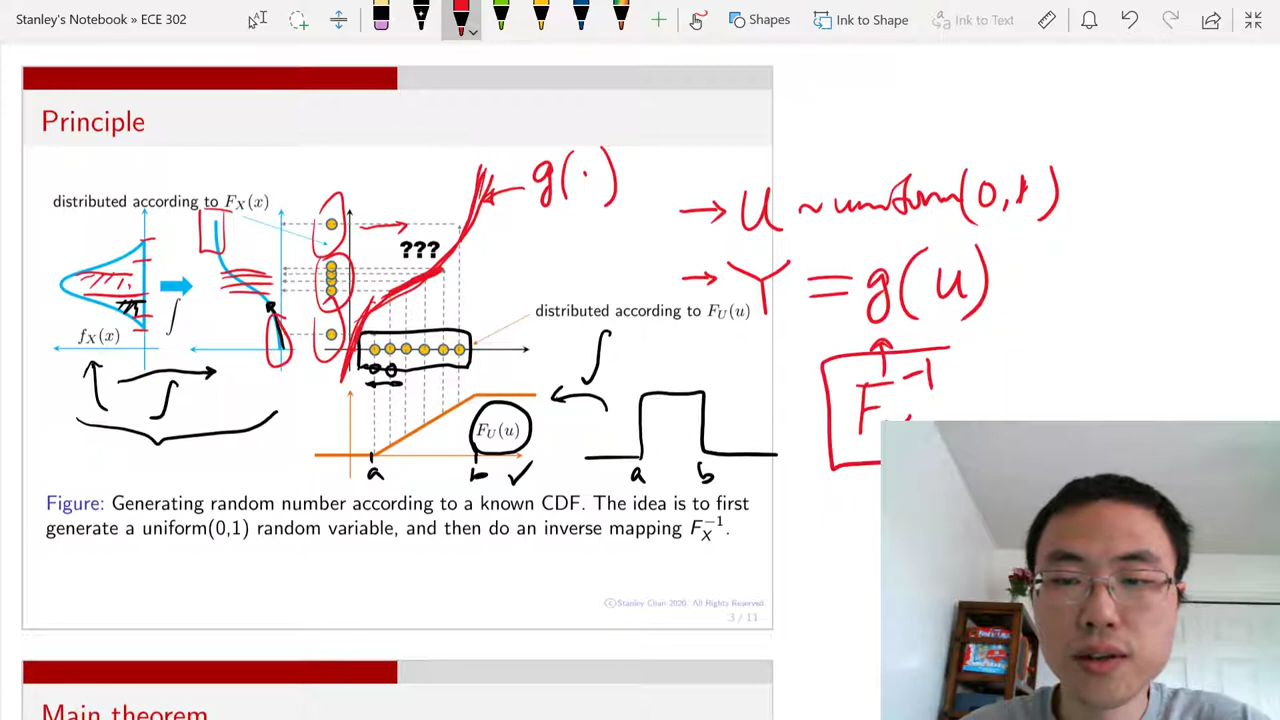 Stanley's Notebook » ECE 302
Shapes
Ink to Shape
Ink to Text
Principle
distributed according to F_X(x)
g(·)
→ U ~ uniform(0,1)
???
→ Y = g(U)
distributed according to F_U(u)
f_X(x)
∫
∫
∫
F^{-1}
F_U(u)
a
b
✓
a
b
Figure: Generating random number according to a known CDF. The idea is to first
generate a uniform(0,1) random variable, and then do an inverse mapping F_X^{-1}.
©Stanley Chan 2020. All Rights Reserved
3 / 11
Main theorem